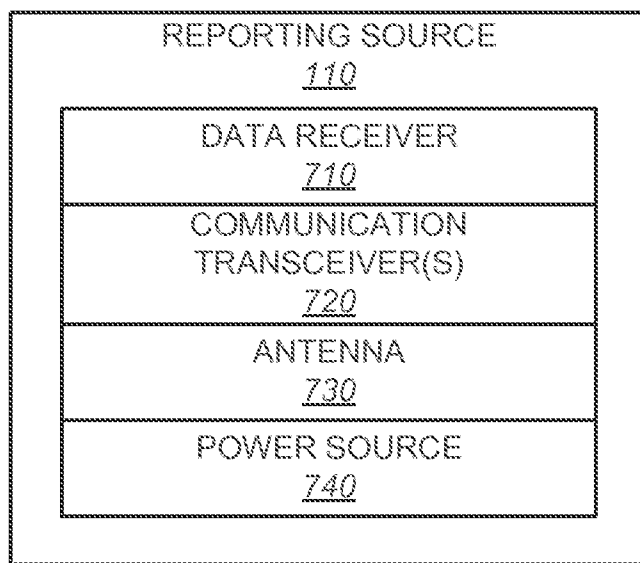 REPORTING SOURCE
110
DATA RECEIVER
710
COMMUNICATION
TRANSCEIVER(S)
720
ANTENNA
730
POWER SOURCE
740